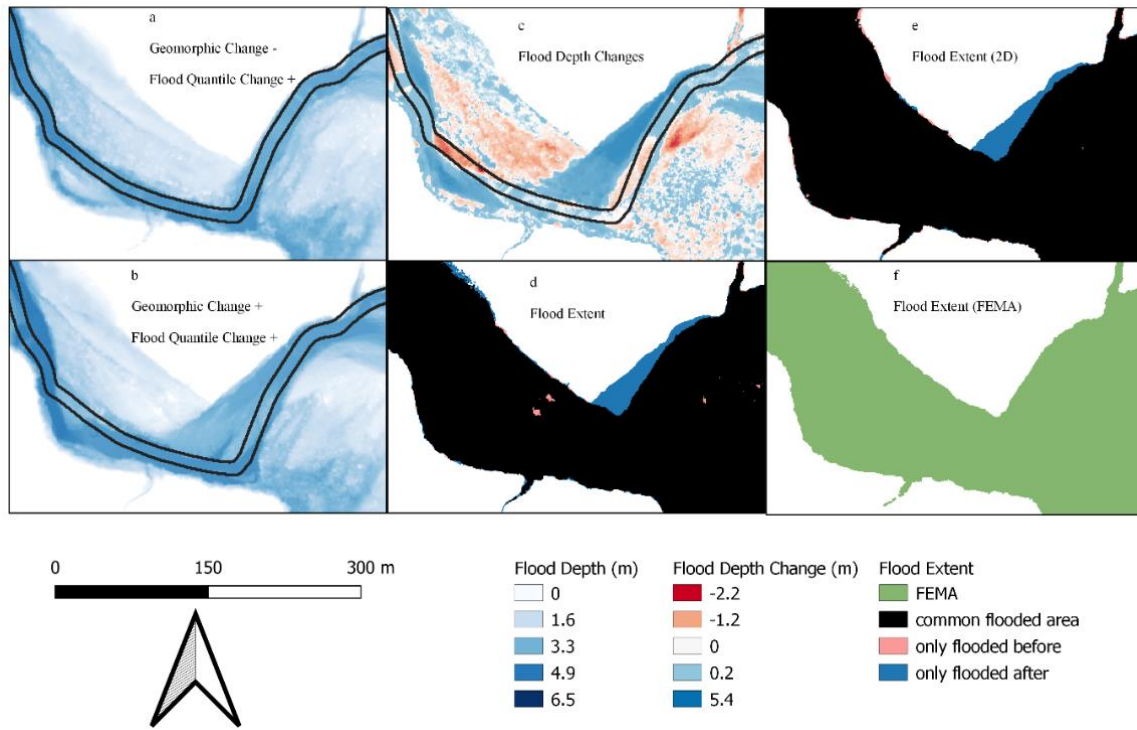 a
Geomorphic Change -
Flood Quantile Change +
c
Flood Depth Changes
e
Flood Extent (2D)
b
Geomorphic Change +
Flood Quantile Change +
d
Flood Extent
f
Flood Extent (FEMA)
0 150 300 m
Flood Depth (m)
0
1.6
3.3
4.9
6.5
Flood Depth Change (m)
-2.2
-1.2
0
0.2
5.4
Flood Extent
FEMA
common flooded area
only flooded before
only flooded after